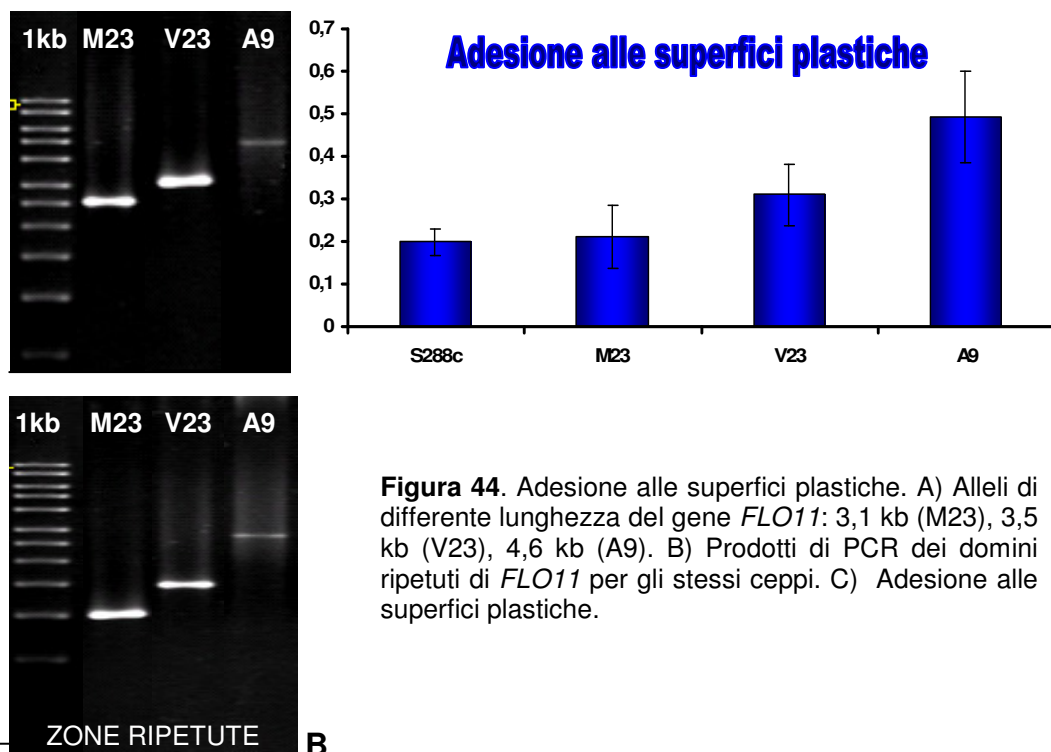 1kb M23 V23 A9
Adesione alle superfici plastiche
0,7
0,6
0,5
0,4
0,3
0,2
0,1
0
S288c M23 V23 A9
1kb M23 V23 A9
ZONE RIPETUTE
B
Figura 44. Adesione alle superfici plastiche. A) Alleli di
differente lunghezza del gene FLO11: 3,1 kb (M23), 3,5
kb (V23), 4,6 kb (A9). B) Prodotti di PCR dei domini
ripetuti di FLO11 per gli stessi ceppi. C) Adesione alle
superfici plastiche.